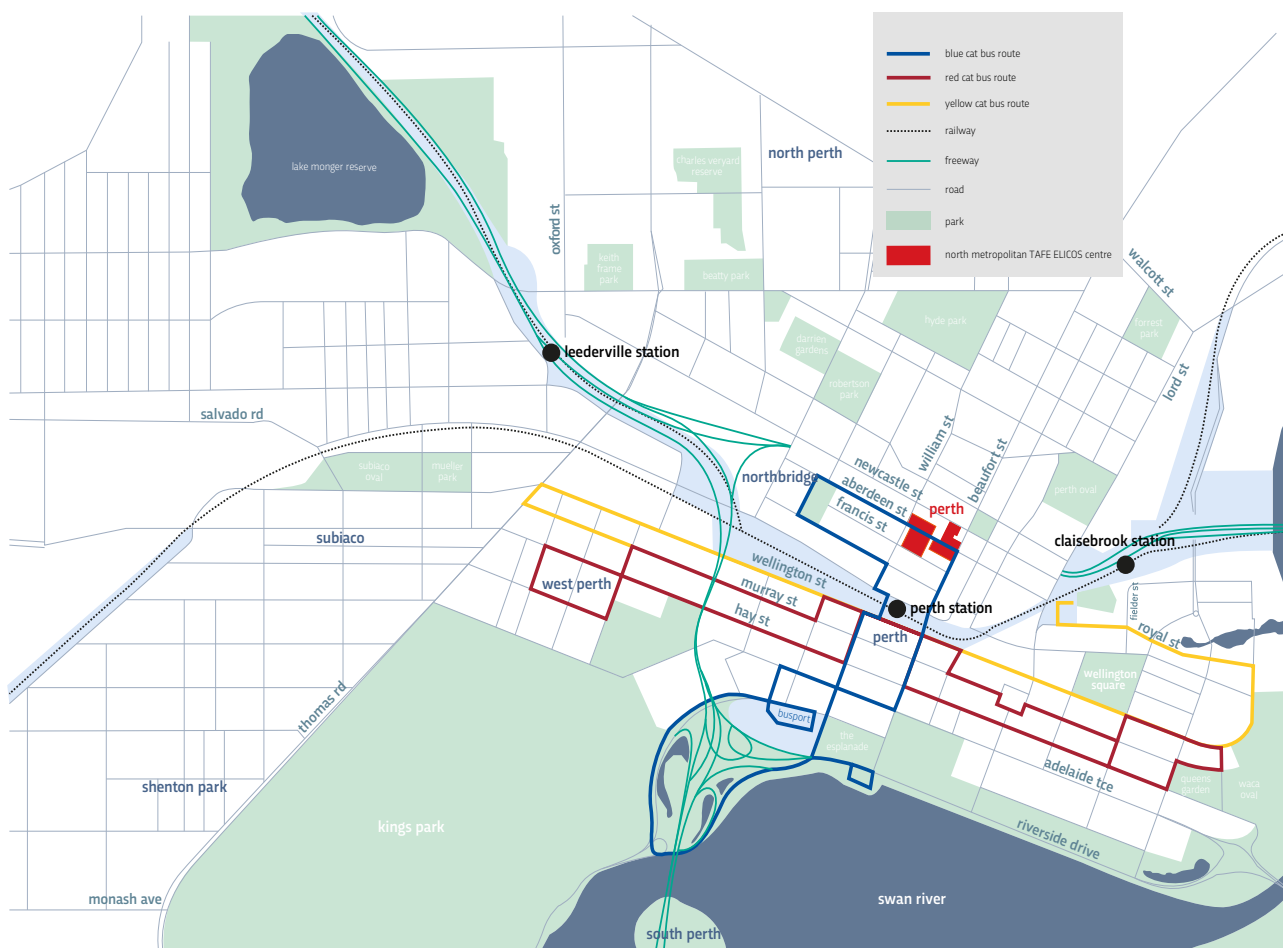 blue cat bus route
red cat bus route
yellow cat bus route
railway
freeway
road
park
north metropolitan TAFE ELICOS centre
lake monger reserve
charles veryard
reserve
north perth
oxford st
keith
frame
park
beatty park
walcott st
hyde park
forrest
park
darrien
gardens
leederville station
robertson
park
lord st
salvado rd
william st
beaufort st
subiaco
oval
mueller
park
northbridge
newcastle st
aberdeen st
francis st
perth oval
perth
subiaco
claisebrook station
wellington st
west perth
murray st
hay st
perth station
perth
fielder st
royal st
wellington
square
thomas rd
busport
the
esplanade
adelaide tce
queens
garden
waca
oval
shenton park
kings park
riverside drive
monash ave
swan river
south perth